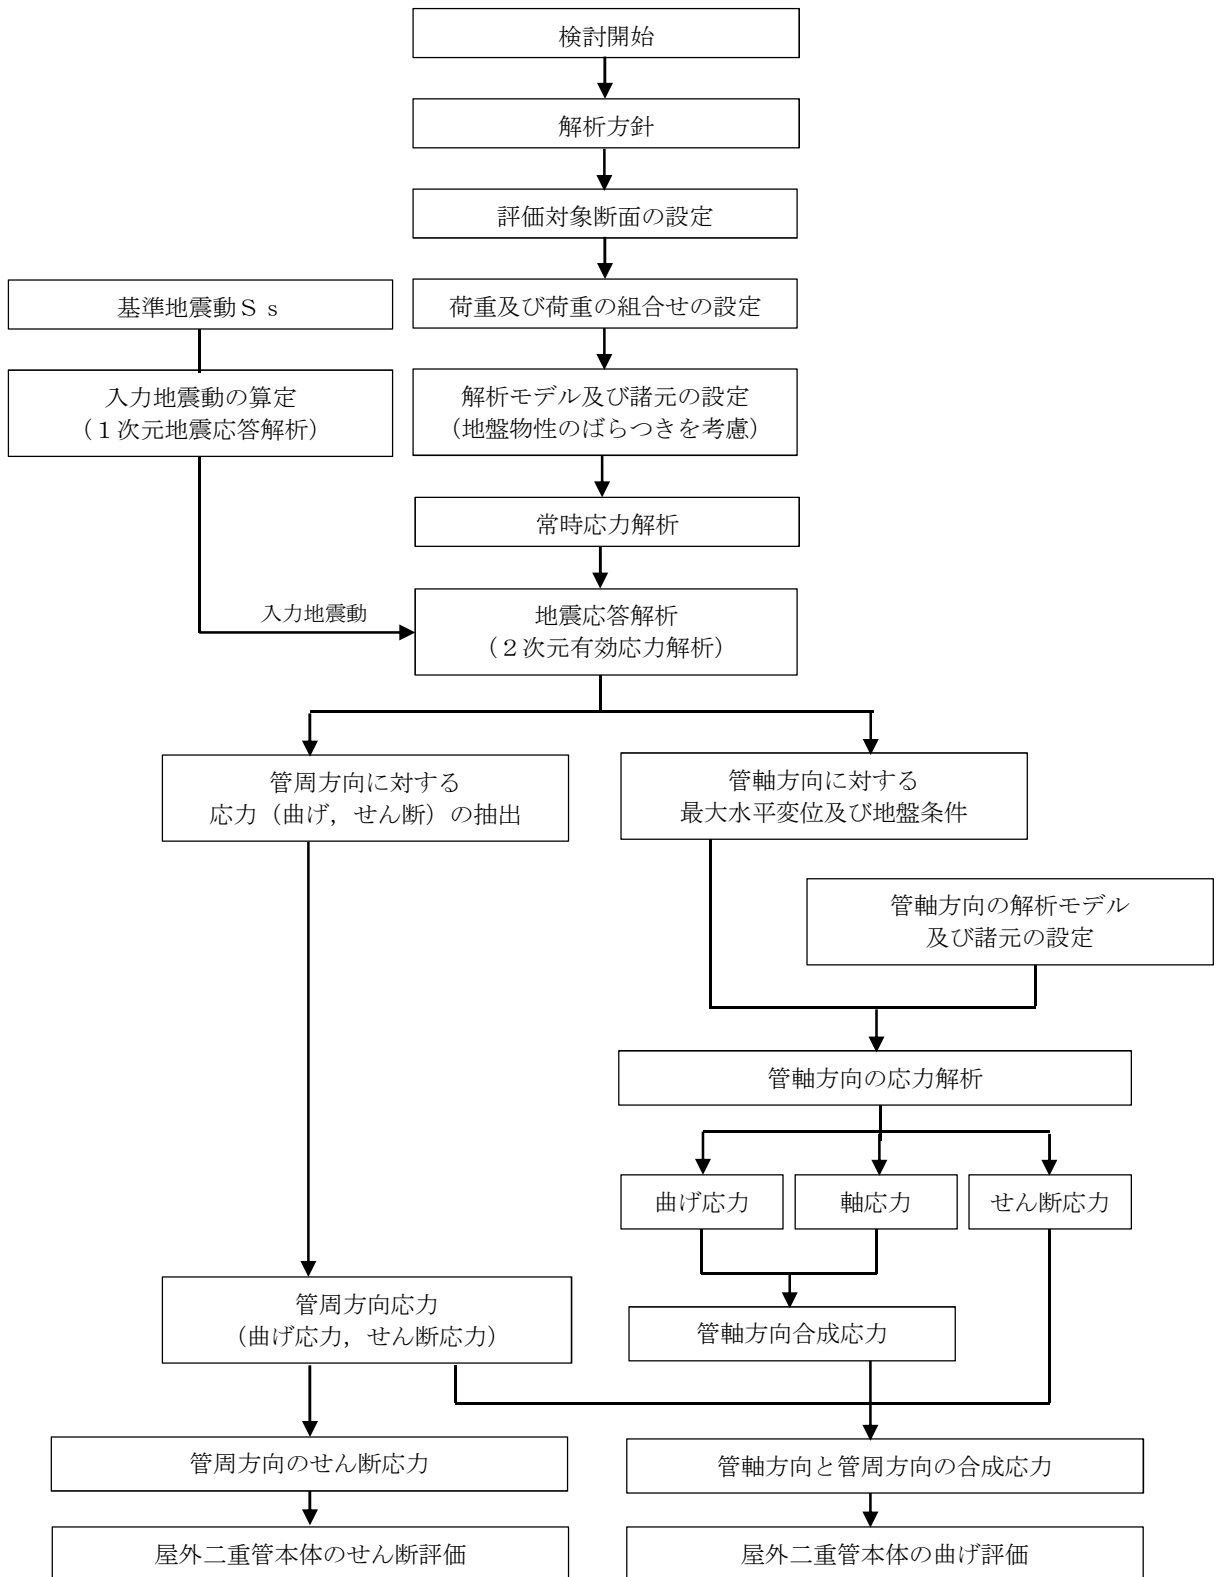 検討開始
解析方針
評価対象断面の設定
基準地震動Ｓｓ
荷重及び荷重の組合せの設定
入力地震動の算定
（１次元地震応答解析）
解析モデル及び諸元の設定
（地盤物性のばらつきを考慮）
常時応力解析
入力地震動
地震応答解析
（２次元有効応力解析）
管周方向に対する
応力（曲げ，せん断）の抽出
管軸方向に対する
最大水平変位及び地盤条件
管軸方向の解析モデル
及び諸元の設定
管軸方向の応力解析
曲げ応力
軸応力
せん断応力
管周方向応力
（曲げ応力，せん断応力）
管軸方向合成応力
管周方向のせん断応力
管軸方向と管周方向の合成応力
屋外二重管本体のせん断評価
屋外二重管本体の曲げ評価